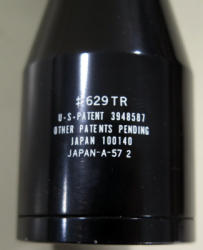 ♯629TR
U·S·PATENT 3948587
OTHER PATENTS PENDING
JAPAN 100140
JAPAN-A-57 2